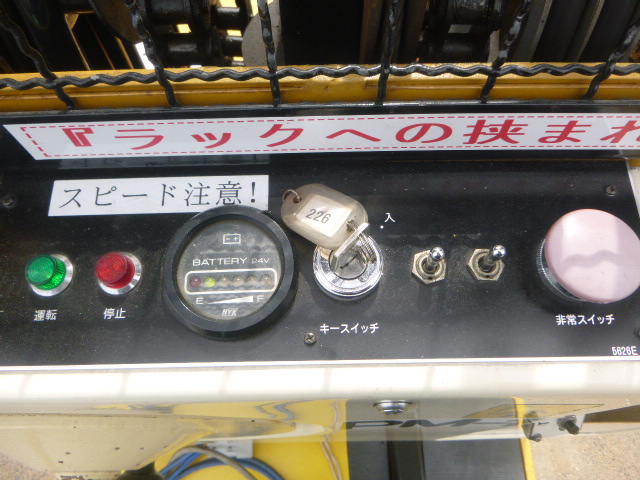 ラックへの挟まれ
スピード注意!
226
入
BATTERY 24V
E F
NYK
運転
停止
キースイッチ
非常スイッチ
5626E